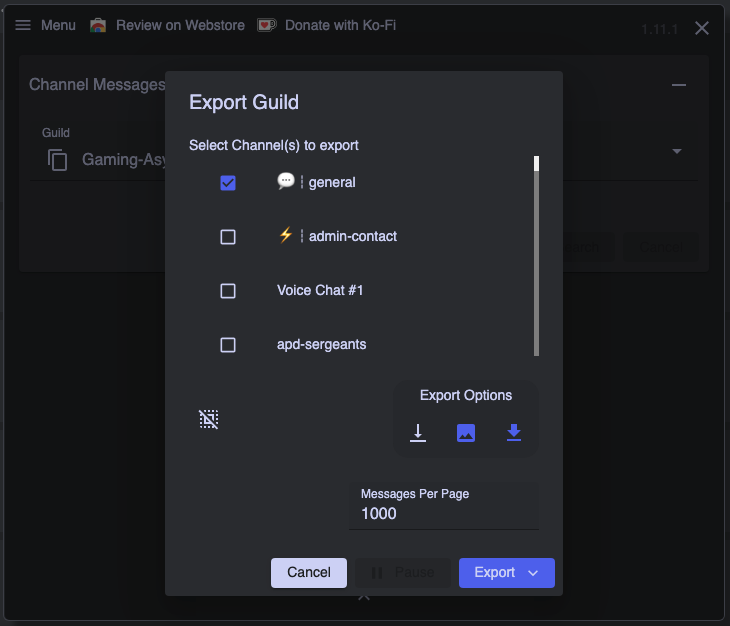 Menu Review on Webstore Donate with Ko-Fi
1.11.1
Channel Messages
Guild
Gaming-Asy
Export Guild
Select Channel(s) to export
general
admin-contact
Voice Chat #1
apd-sergeants
Export Options
Messages Per Page
1000
Cancel Pause Export
Cancel